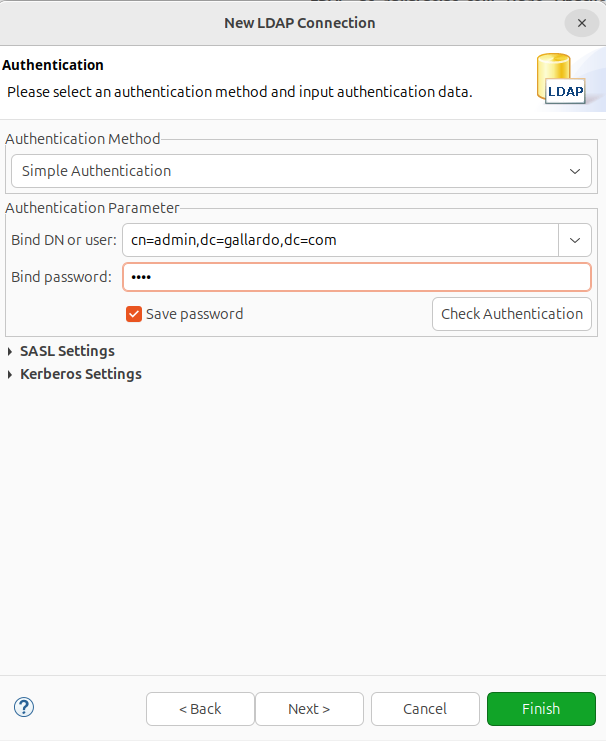 New LDAP Connection
Authentication
Please select an authentication method and input authentication data.
LDAP
Authentication Method
Simple Authentication
Authentication Parameter
Bind DN or user: cn=admin,dc=gallardo,dc=com
Bind password: ••••
Save password Check Authentication
SASL Settings
Kerberos Settings
? < Back Next > Cancel Finish